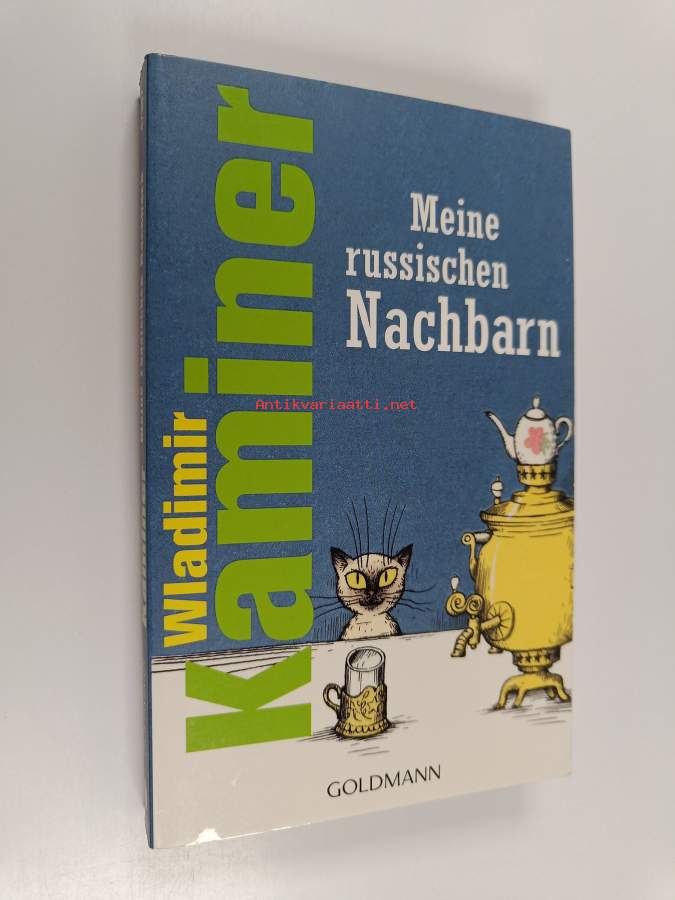 Wladimir
Kaminer
Meine
russischen
Nachbarn
Antikvariaatti.net
GOLDMANN